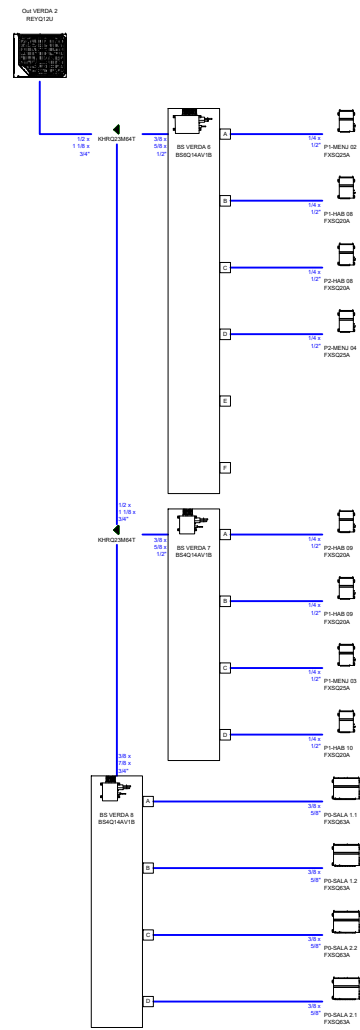 Out VERDA 2
REYQ12U
1/2 x
1 1/8 x
3/4"
KHRQ23M64T
3/8 x
5/8 x
1/2"
BS VERDA 6
BS6Q14AV1B
A
1/4 x
1/2"
P1-MENJ 02
FXSQ25A
B
1/4 x
1/2"
P1-HAB 08
FXSQ20A
C
1/4 x
1/2"
P2-HAB 08
FXSQ20A
D
1/4 x
1/2"
P2-MENJ 04
FXSQ25A
E
F
1/2 x
1 1/8 x
3/4"
KHRQ23M64T
3/8 x
5/8 x
1/2"
BS VERDA 7
BS4Q14AV1B
A
1/4 x
1/2"
P2-HAB 09
FXSQ20A
B
1/4 x
1/2"
P1-HAB 09
FXSQ20A
C
1/4 x
1/2"
P1-MENJ 03
FXSQ25A
D
1/4 x
1/2"
P1-HAB 10
FXSQ20A
3/8 x
7/8 x
3/4"
BS VERDA 8
BS4Q14AV1B
A
3/8 x
5/8"
P0-SALA 1.1
FXSQ63A
B
3/8 x
5/8"
P0-SALA 1.2
FXSQ63A
C
3/8 x
5/8"
P0-SALA 2.2
FXSQ63A
D
3/8 x
5/8"
P0-SALA 2.1
FXSQ63A